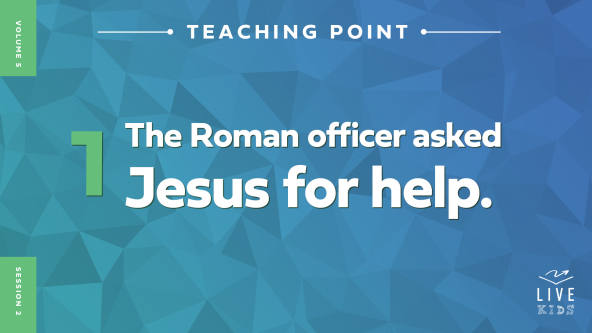 VOLUME 5
TEACHING POINT
1
The Roman officer asked
Jesus for help.
SESSION 2
LIVE
KIDS